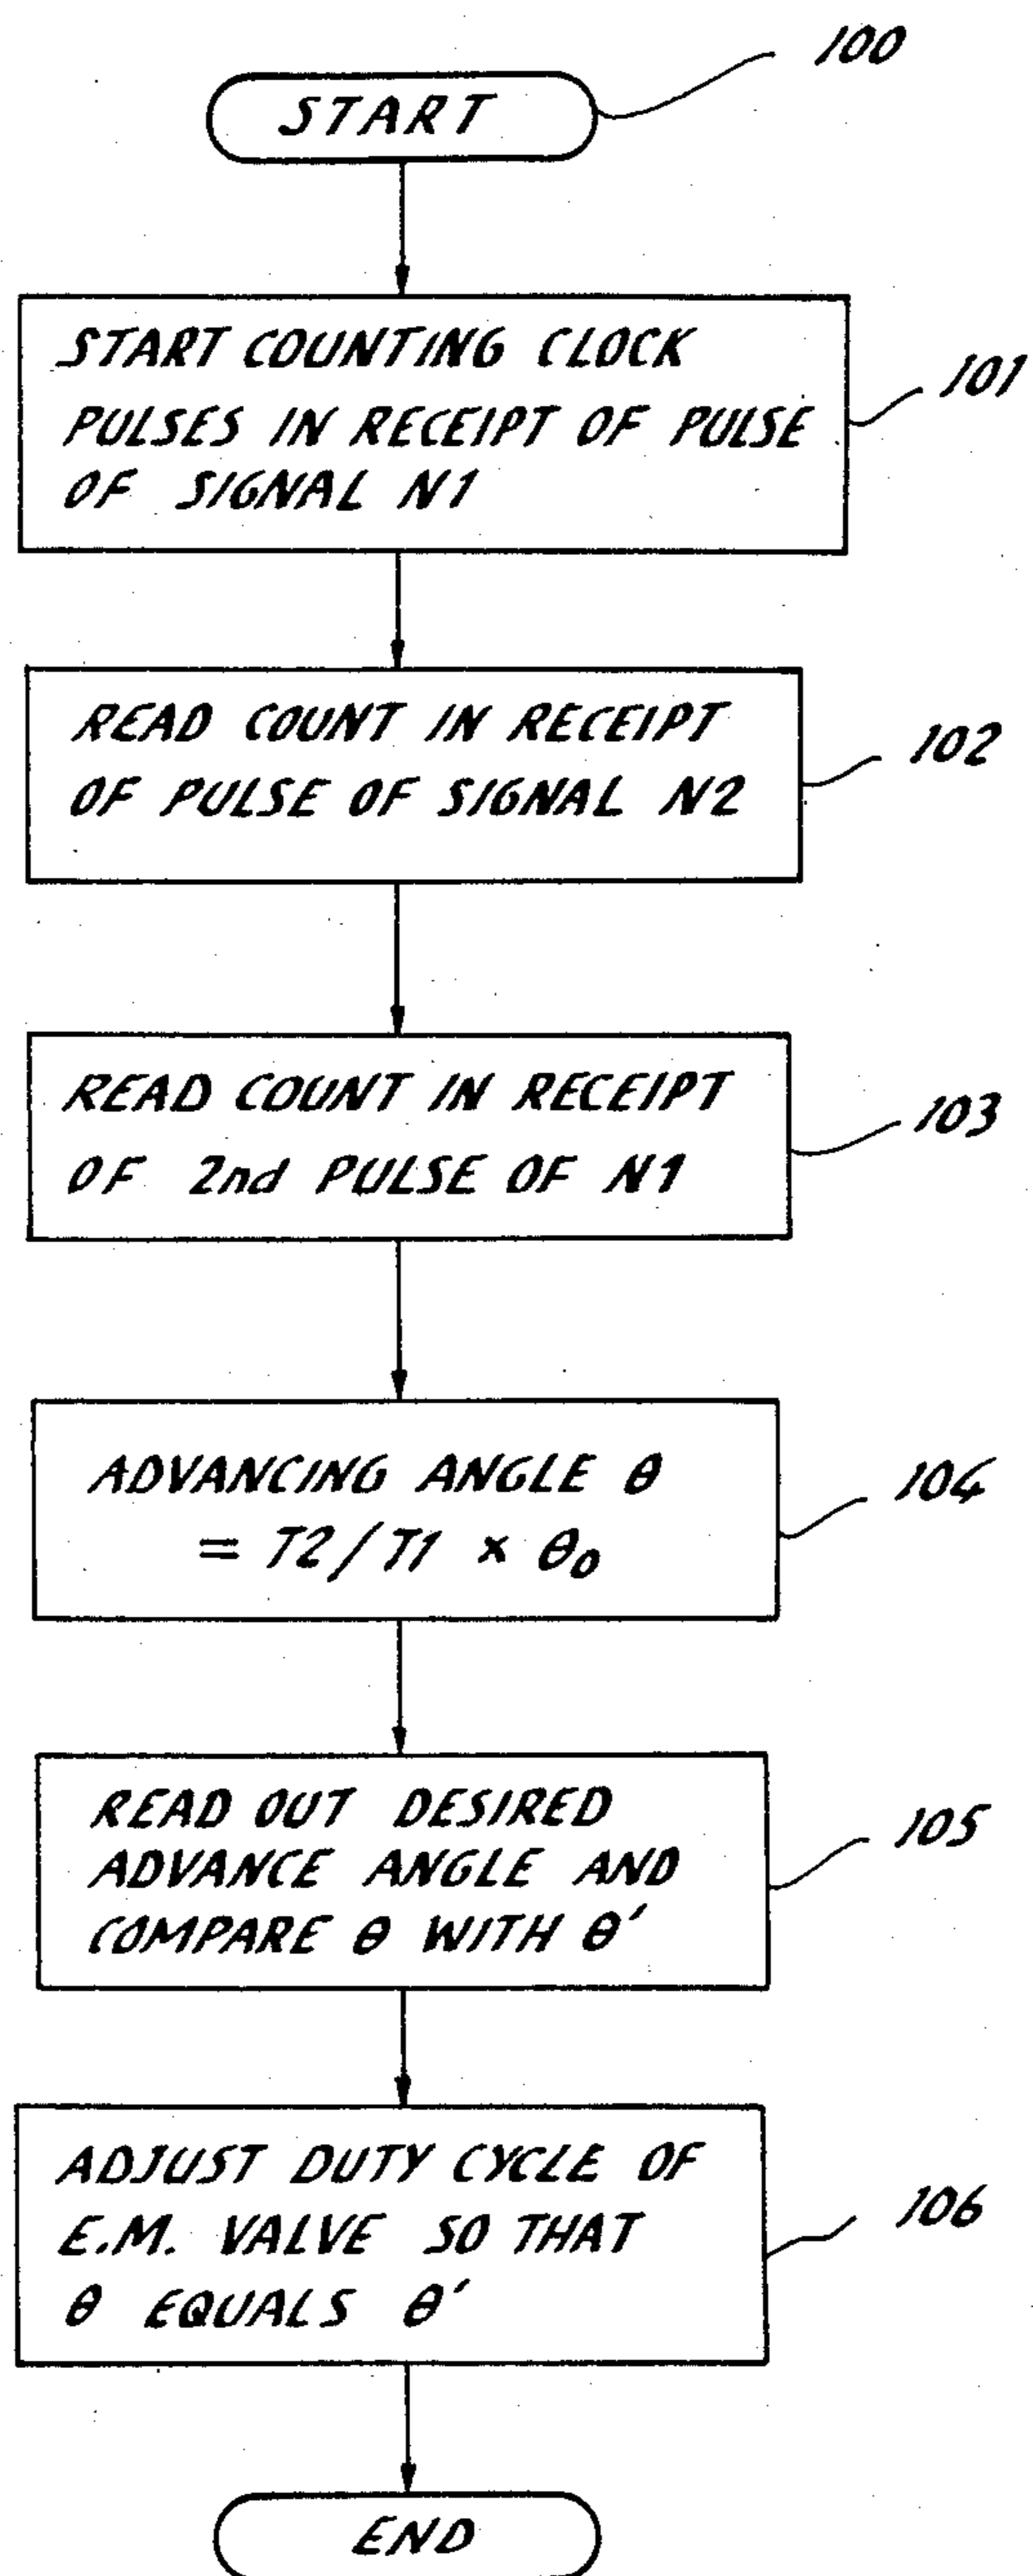 100
START
START COUNTING CLOCK
PULSES IN RECEIPT OF PULSE
OF SIGNAL N1
101
READ COUNT IN RECEIPT
OF PULSE OF SIGNAL N2
102
READ COUNT IN RECEIPT
OF 2nd PULSE OF N1
103
ADVANCING ANGLE θ
= T2/T1 × θ₀
104
READ OUT DESIRED
ADVANCE ANGLE AND
COMPARE θ WITH θ′
105
ADJUST DUTY CYCLE OF
E.M. VALVE SO THAT
θ EQUALS θ′
106
END